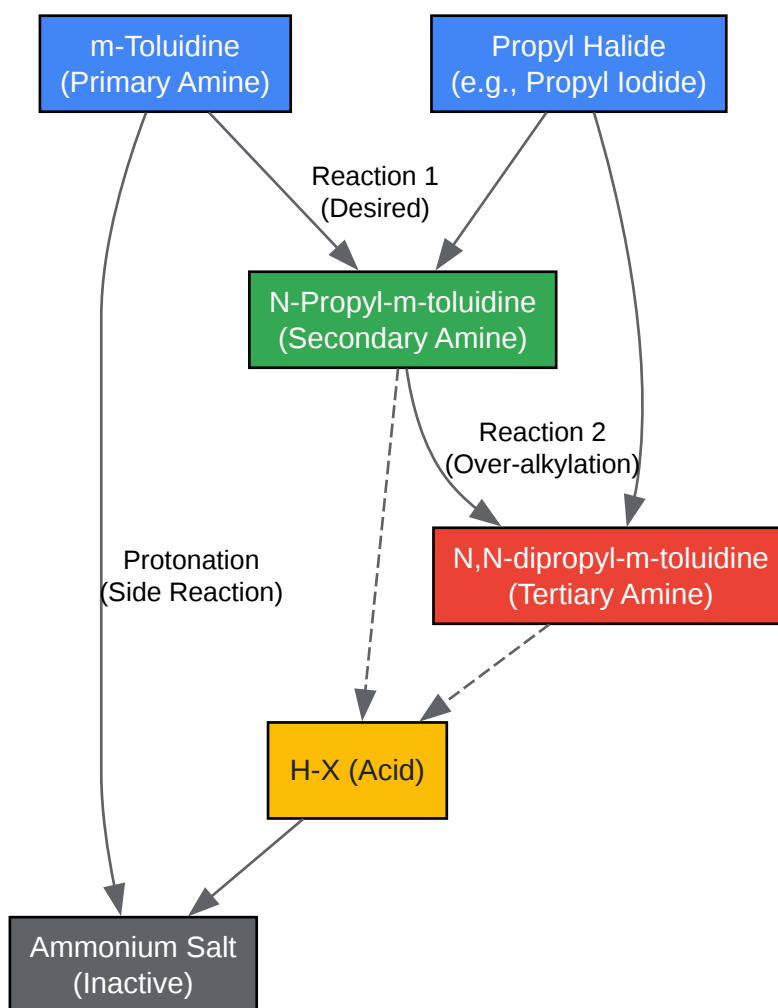 m-Toluidine
(Primary Amine)
Propyl Halide
(e.g., Propyl Iodide)
Reaction 1
(Desired)
N-Propyl-m-toluidine
(Secondary Amine)
Reaction 2
(Over-alkylation)
Protonation
(Side Reaction)
N,N-dipropyl-m-toluidine
(Tertiary Amine)
H-X (Acid)
Ammonium Salt
(Inactive)